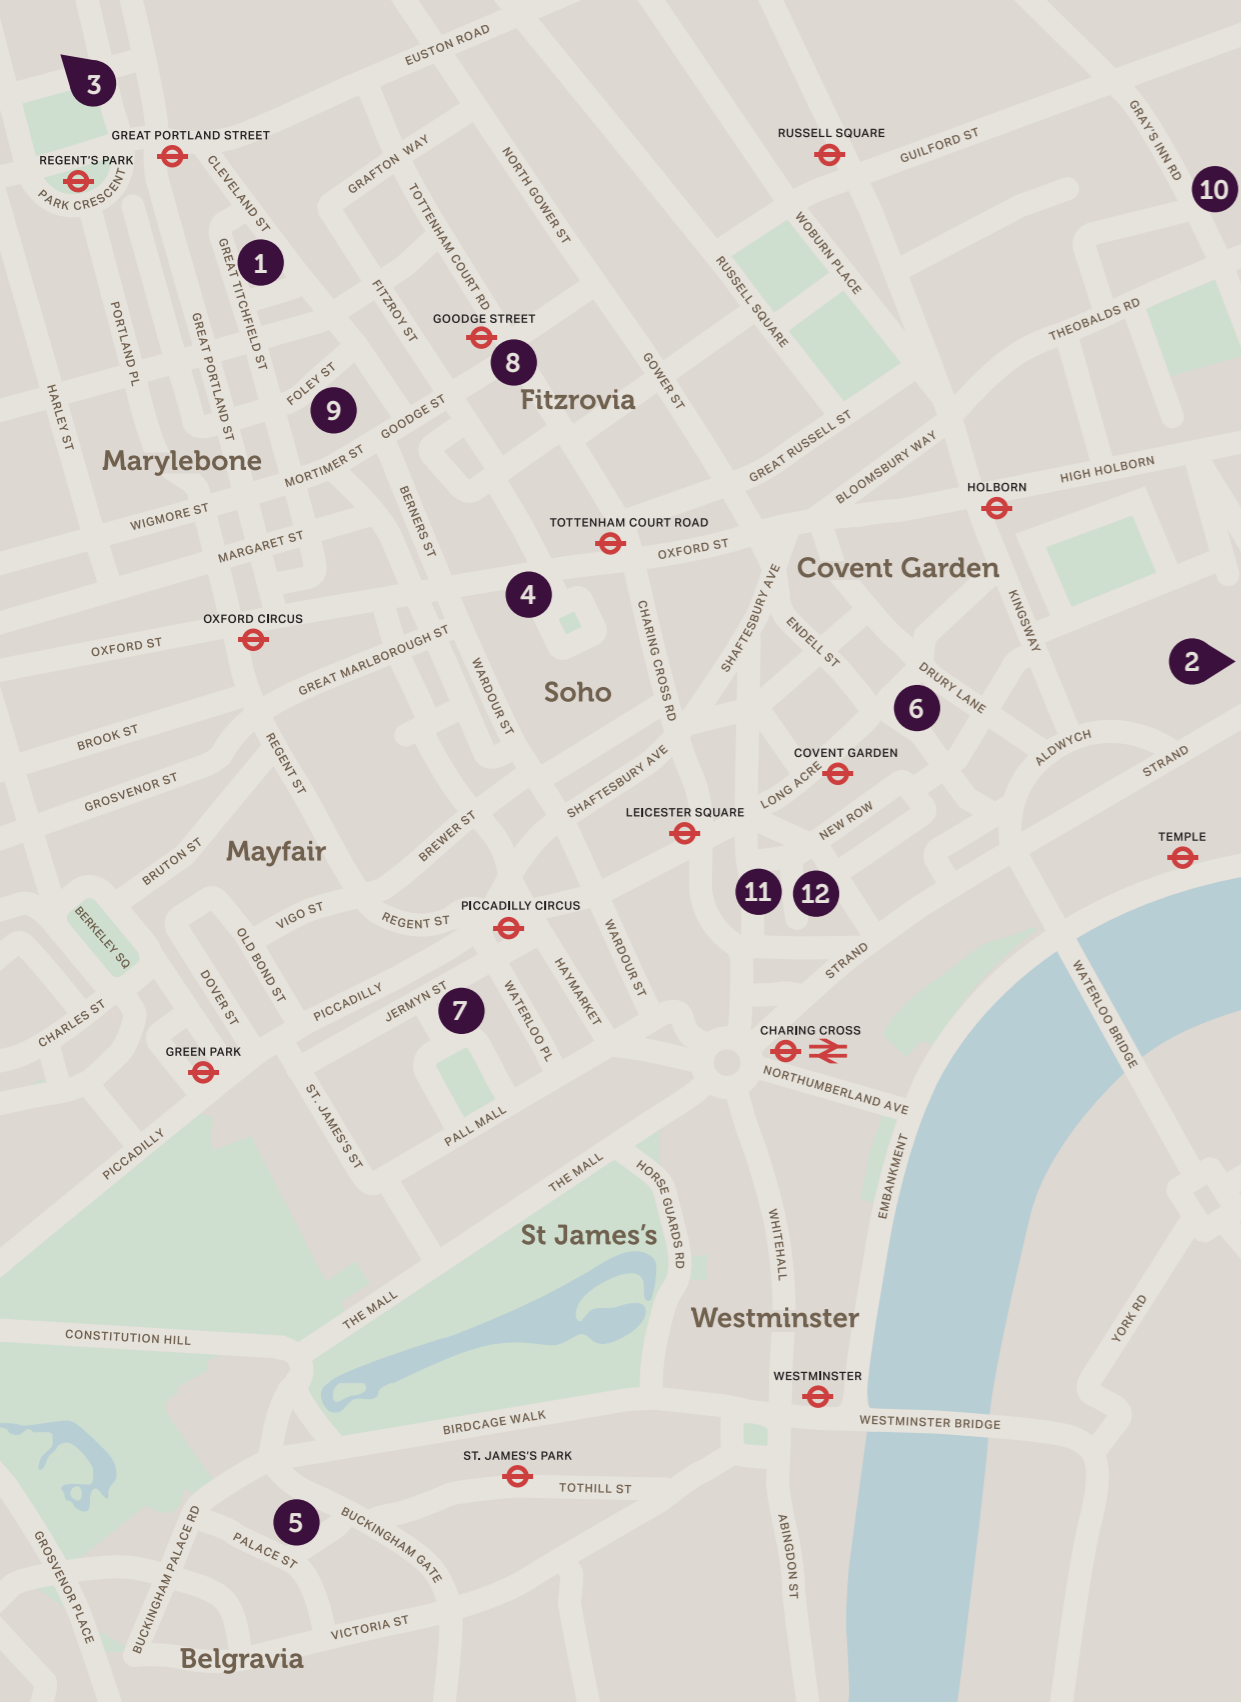 EUSTON ROAD
3
GREAT PORTLAND STREET
RUSSELL SQUARE
GUILFORD ST
GRAY'S INN RD
REGENT'S PARK
PARK CRESCENT
CLEVELAND ST
GRAFTON WAY
NORTH GOWER ST
10
TOTTENHAM COURT RD
WOBURN PLACE
1
GREAT TITCHFIELD ST
FITZROY ST
RUSSELL SQUARE
PORTLAND PL
GREAT PORTLAND ST
GOODGE STREET
THEOBALDS RD
8
FOLEY ST
GOWER ST
HARLEY ST
9
Fitzrovia
GOODGE ST
GREAT RUSSELL ST
BLOOMSBURY WAY
Marylebone
MORTIMER ST
HIGH HOLBORN
HOLBORN
WIGMORE ST
BERNERS ST
TOTTENHAM COURT ROAD
MARGARET ST
OXFORD ST
Covent Garden
4
SHAFTESBURY AVE
OXFORD CIRCUS
CHARING CROSS RD
ENDELL ST
KINGSWAY
OXFORD ST
GREAT MARLBOROUGH ST
2
WARDOUR ST
Soho
DRURY LANE
6
BROOK ST
REGENT ST
ALDWYCH
STRAND
COVENT GARDEN
GROSVENOR ST
SHAFTESBURY AVE
LONG ACRE
LEICESTER SQUARE
NEW ROW
BREWER ST
TEMPLE
Mayfair
BRUTON ST
11
12
PICCADILLY CIRCUS
BERKELEY SQ
VIGO ST
REGENT ST
OLD BOND ST
WARDOUR ST
STRAND
DOVER ST
HAYMARKET
WATERLOO BRIDGE
PICCADILLY
JERMYN ST
7
WATERLOO PL
CHARLES ST
CHARING CROSS
GREEN PARK
NORTHUMBERLAND AVE
ST. JAMES'S ST
PALL MALL
PICCADILLY
THE MALL
HORSE GUARDS RD
EMBANKMENT
St James's
WHITEHALL
THE MALL
Westminster
YORK RD
CONSTITUTION HILL
WESTMINSTER
BIRDCAGE WALK
WESTMINSTER BRIDGE
ST. JAMES'S PARK
TOTHILL ST
5
BUCKINGHAM GATE
PALACE ST
BUCKINGHAM PALACE RD
GROSVENOR PLACE
ABINGDON ST
VICTORIA ST
Belgravia